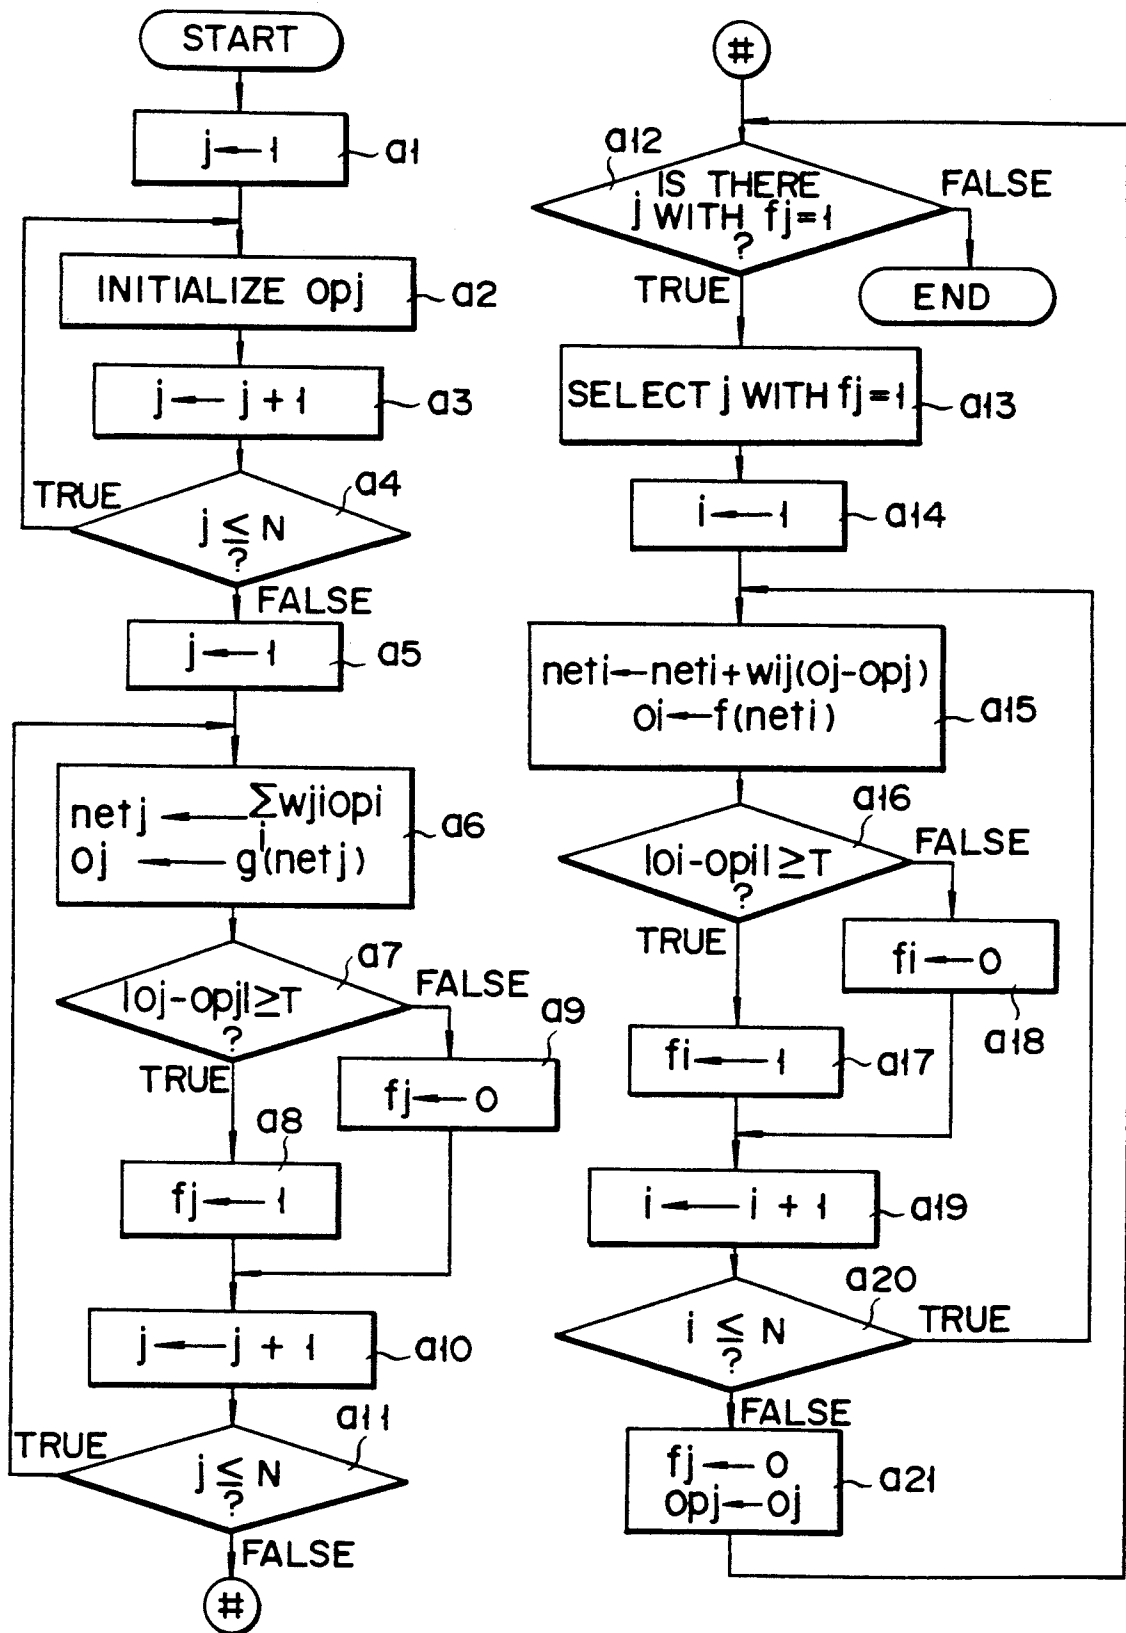 START
j ← 1
a1
INITIALIZE opj
a2
j ← j + 1
a3
TRUE
a4
j ≤ N
?
FALSE
j ← 1
a5
netj ← ∑wjiopi
i
oj ← g(netj)
a6
a7
|oj-opj| ≥ T
?
FALSE
TRUE
a9
fj ← 0
a8
fj ← 1
j ← j + 1
a10
a11
TRUE
j ≤ N
?
FALSE
#
#
a12
IS THERE
j WITH fj=1
?
FALSE
TRUE
END
SELECT j WITH fj=1
a13
i ← 1
a14
neti ← neti + wij(oj-opj)
oi ← f(neti)
a15
a16
|oi-opi| ≥ T
?
FALSE
TRUE
fi ← 0
a18
fi ← 1
a17
i ← i + 1
a19
a20
i ≤ N
?
TRUE
FALSE
fj ← 0
opj ← oj
a21